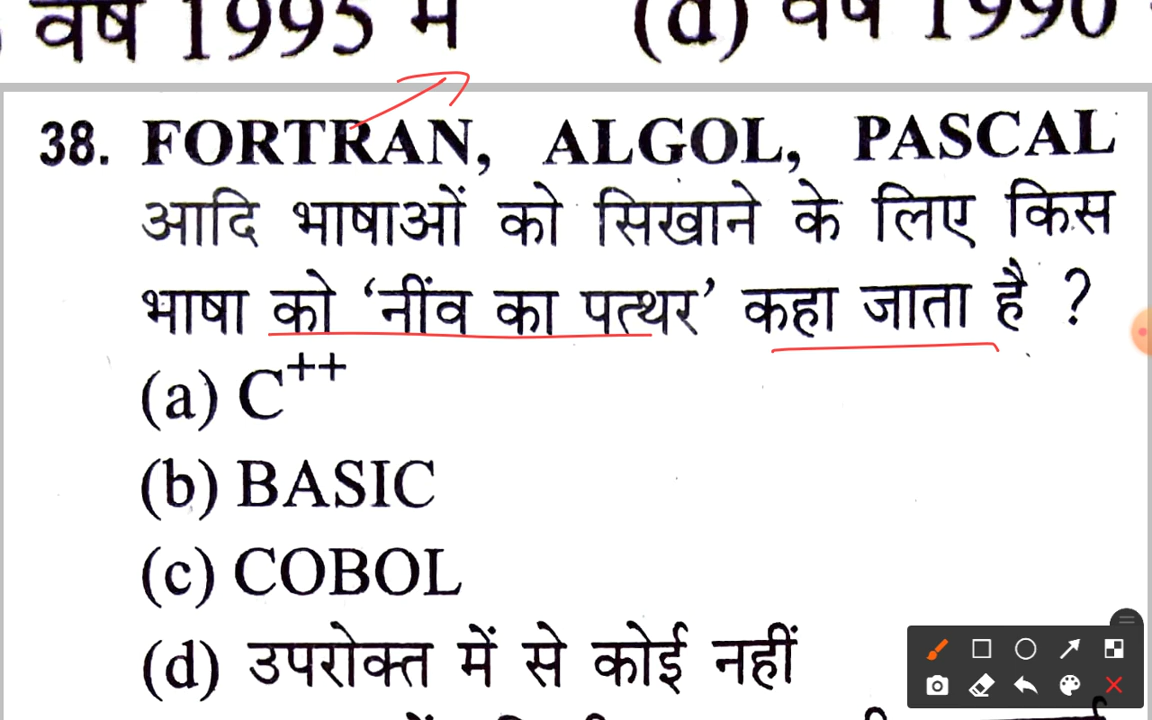 वर्ष 1995 में (d) वर्ष 1990
38. FORTRAN, ALGOL, PASCAL
आदि भाषाओं को सिखाने के लिए किस
भाषा को ‘नींव का पत्थर’ कहा जाता है ?
(a) C++
(b) BASIC
(c) COBOL
(d) उपरोक्त में से कोई नहीं